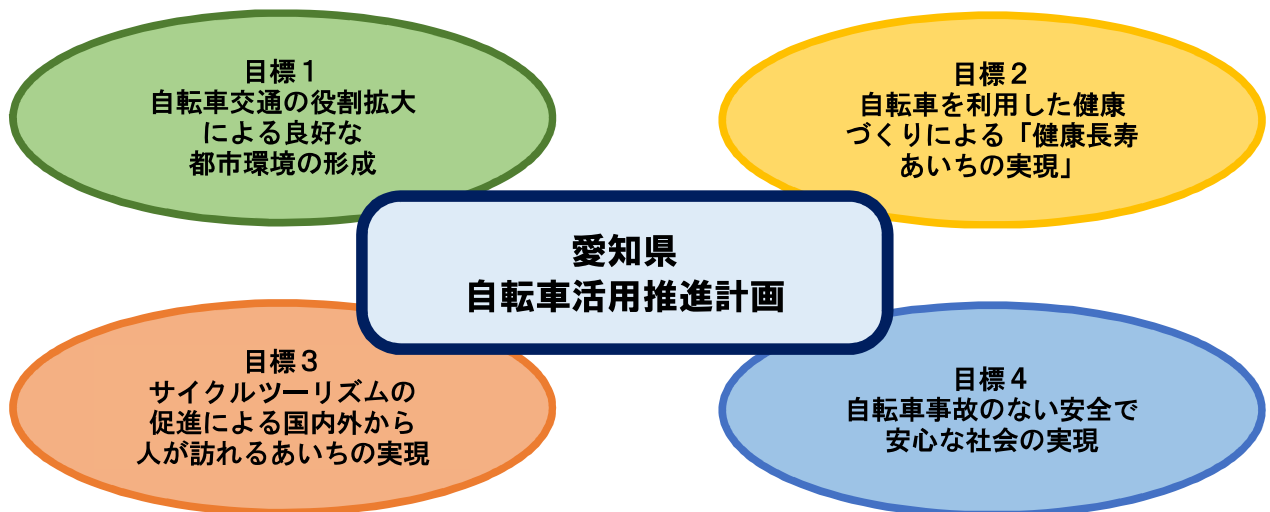 目標１
自転車交通の役割拡大
による良好な
都市環境の形成
目標２
自転車を利用した健康
づくりによる「健康長寿
あいちの実現」
愛知県
自転車活用推進計画
目標３
サイクルツーリズムの
促進による国内外から
人が訪れるあいちの実現
目標４
自転車事故のない安全で
安心な社会の実現